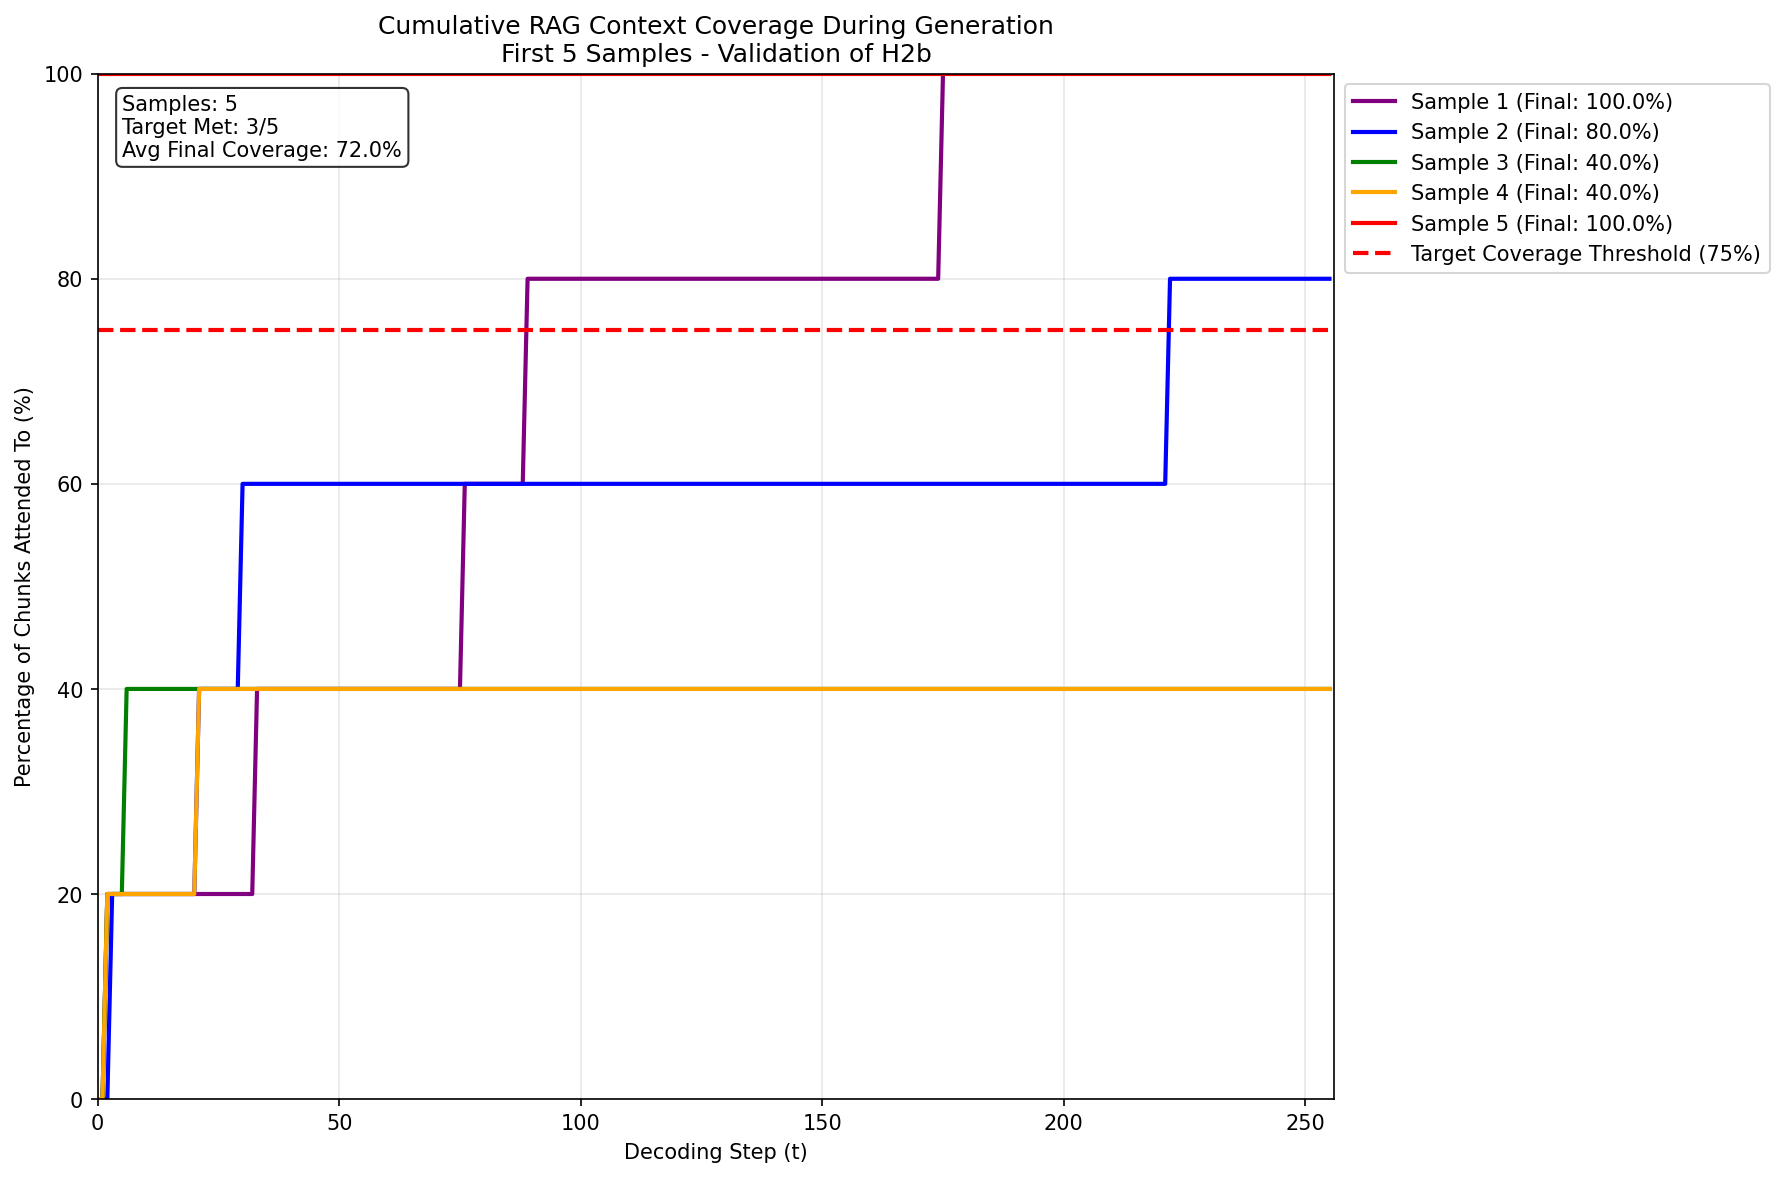 Cumulative RAG Context Coverage During Generation
First 5 Samples - Validation of H2b
Samples: 5
Target Met: 3/5
Avg Final Coverage: 72.0%
Sample 1 (Final: 100.0%)
Sample 2 (Final: 80.0%)
Sample 3 (Final: 40.0%)
Sample 4 (Final: 40.0%)
Sample 5 (Final: 100.0%)
Target Coverage Threshold (75%)
Percentage of Chunks Attended To (%)
100
80
60
40
20
0
0 50 100 150 200 250
Decoding Step (t)